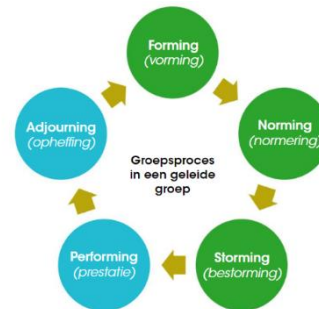 Forming
(vorming)
Norming
(normering)
Storming
(bestorming)
Performing
(prestatie)
Adjourning
(opheffing)
Groepsproces
in een geleide
groep